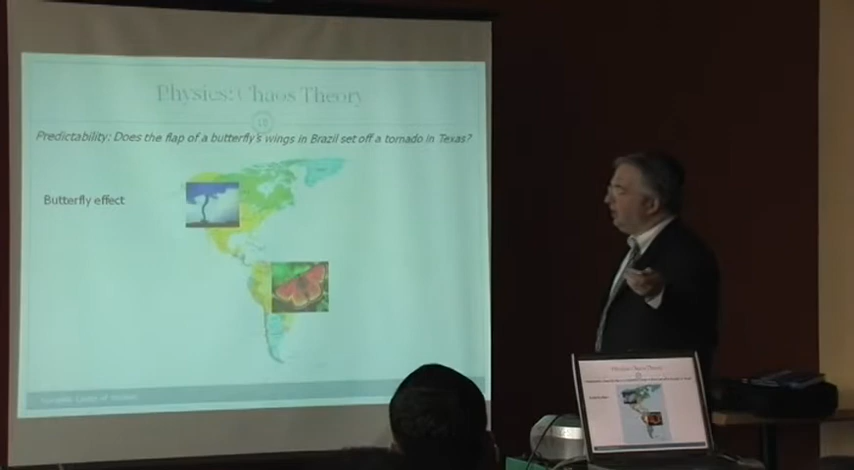 Physics: Chaos Theory
Predictability: Does the flap of a butterfly's wings in Brazil set off a tornado in Texas?
Butterfly effect